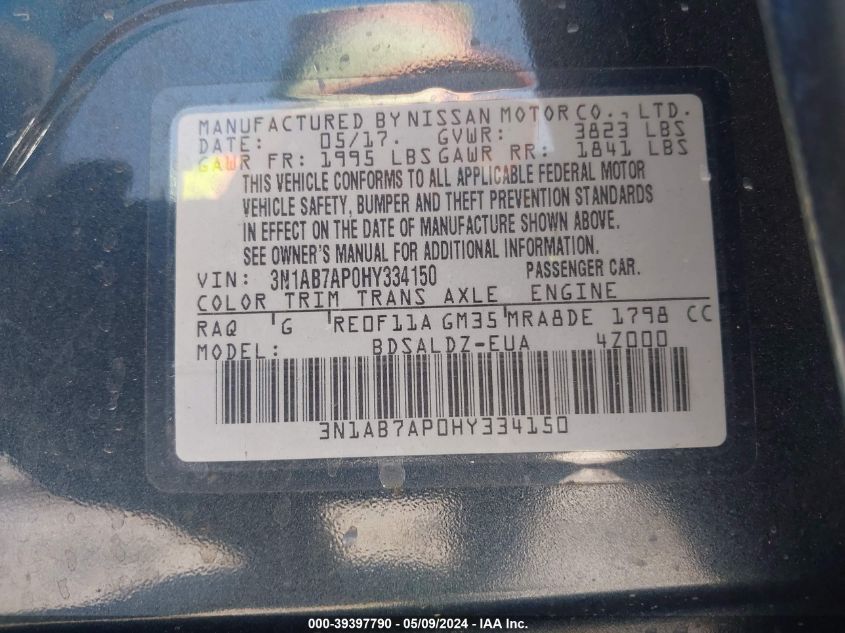 MANUFACTURED BY NISSAN MOTOR CO., LTD.
DATE: 05/17. GVWR: 3823 LBS
GAWR FR: 1995 LBS GAWR RR: 1841 LBS
THIS VEHICLE CONFORMS TO ALL APPLICABLE FEDERAL MOTOR
VEHICLE SAFETY, BUMPER AND THEFT PREVENTION STANDARDS
IN EFFECT ON THE DATE OF MANUFACTURE SHOWN ABOVE.
SEE OWNER'S MANUAL FOR ADDITIONAL INFORMATION.
VIN: 3N1AB7AP0HY334150 PASSENGER CAR.
COLOR TRIM TRANS AXLE ENGINE
RAQ G RE0F11A GM35 MRA8DE 1798 CC
MODEL: BDSALDZ-EUA 4Z000
3N1AB7AP0HY334150
000-39397790 - 05/09/2024 - IAAI Inc.